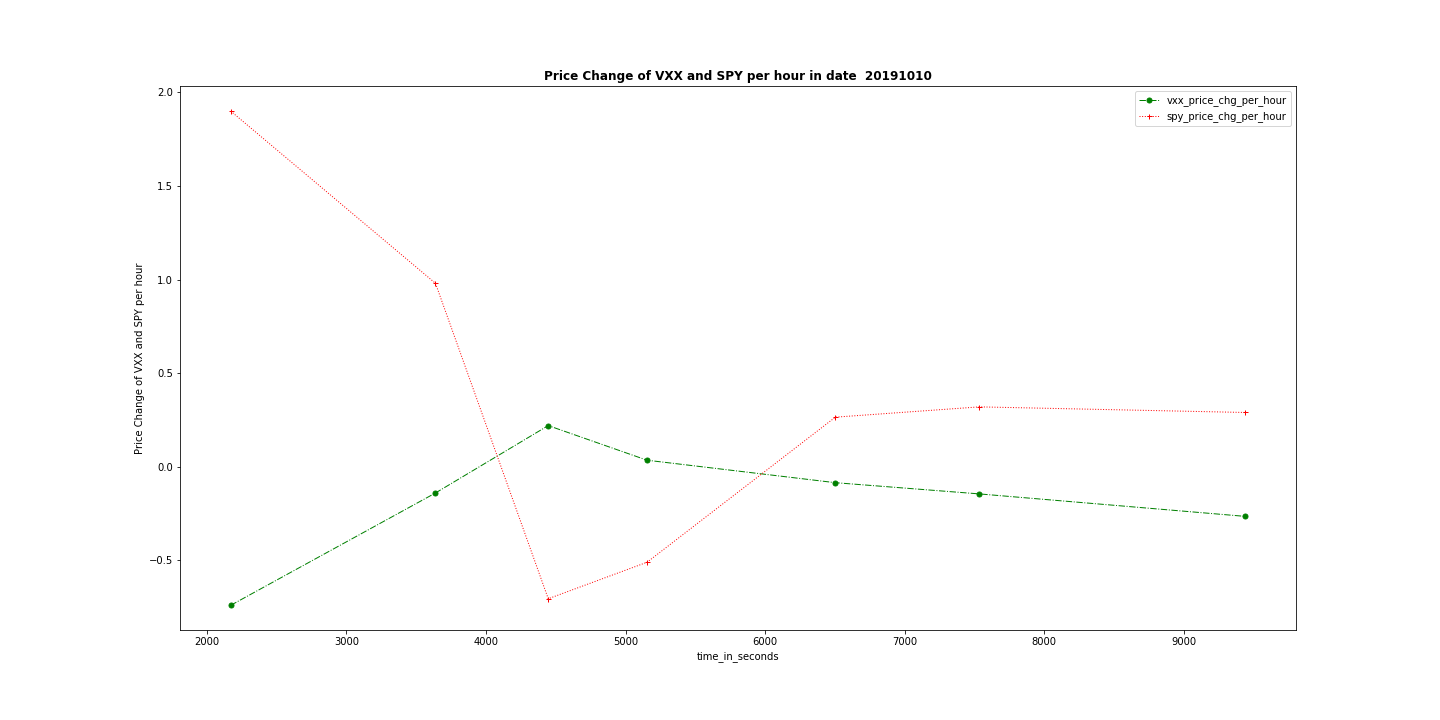 Price Change of VXX and SPY per hour in date  20191010
vxx_price_chg_per_hour
spy_price_chg_per_hour
Price Change of VXX and SPY per hour
2.0
1.5
1.0
0.5
0.0
−0.5
2000 3000 4000 5000 6000 7000 8000 9000
time_in_seconds